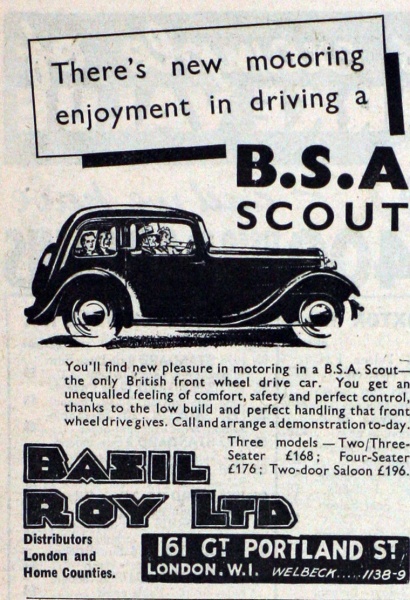 There's new motoring
enjoyment in driving a
B.S.A
SCOUT
You'll find new pleasure in motoring in a B.S.A. Scout—
the only British front wheel drive car. You get an
unequalled feeling of comfort, safety and perfect control,
thanks to the low build and perfect handling that front
wheel drive gives. Call and arrange a demonstration to-day.
Three models — Two/Three-
Seater £168; Four-Seater
£176; Two-door Saloon £196.
BASIL
ROY LTD
Distributors
London and
Home Counties.
161 GT PORTLAND ST
LONDON. W.I. WELBECK.....1138-9